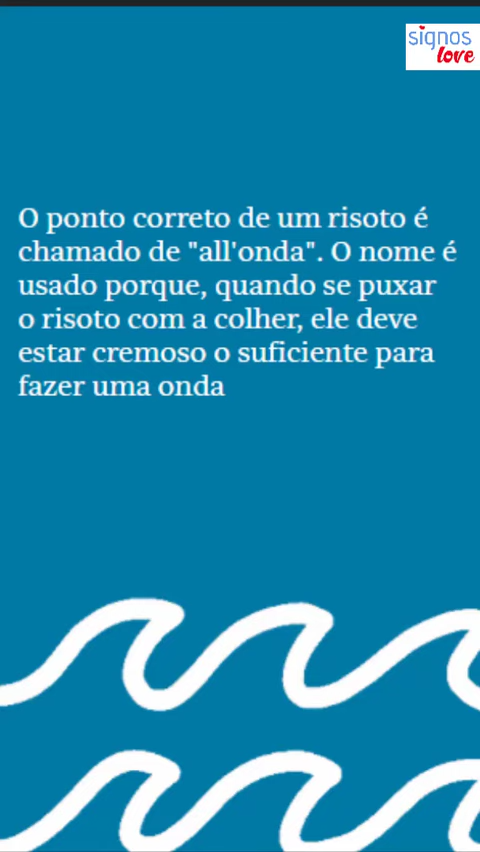 signos
love
O ponto correto de um risoto é
chamado de "all'onda". O nome é
usado porque, quando se puxar
o risoto com a colher, ele deve
estar cremoso o suficiente para
fazer uma onda